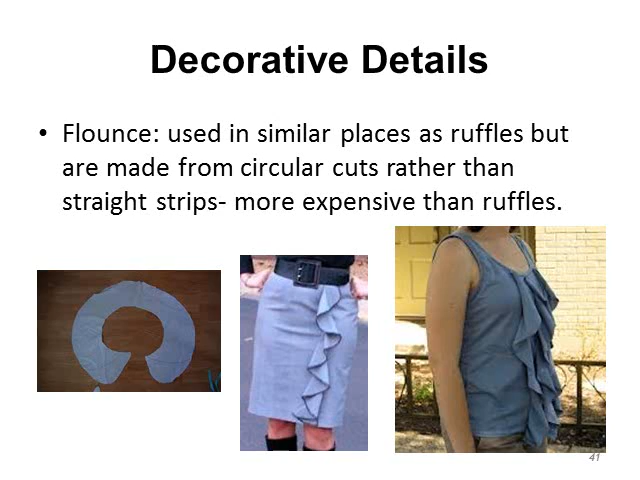 Decorative Details
• Flounce: used in similar places as ruffles but
are made from circular cuts rather than
straight strips- more expensive than ruffles.
41